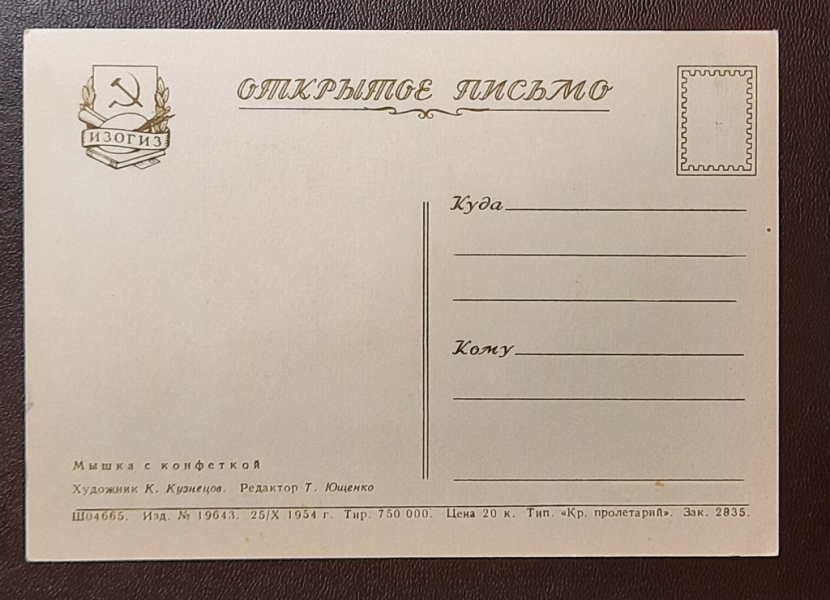 ИЗОГИЗ
ОТКРЫТОЕ ПИСЬМО
Куда
Кому
Мышка с конфеткой
Художник К. Кузнецов. Редактор Т. Ющенко
Ш04665. Изд. № 19643. 25/X 1954 г. Тир. 750 000. Цена 20 к. Тип. «Кр. пролетарий». Зак. 2835.